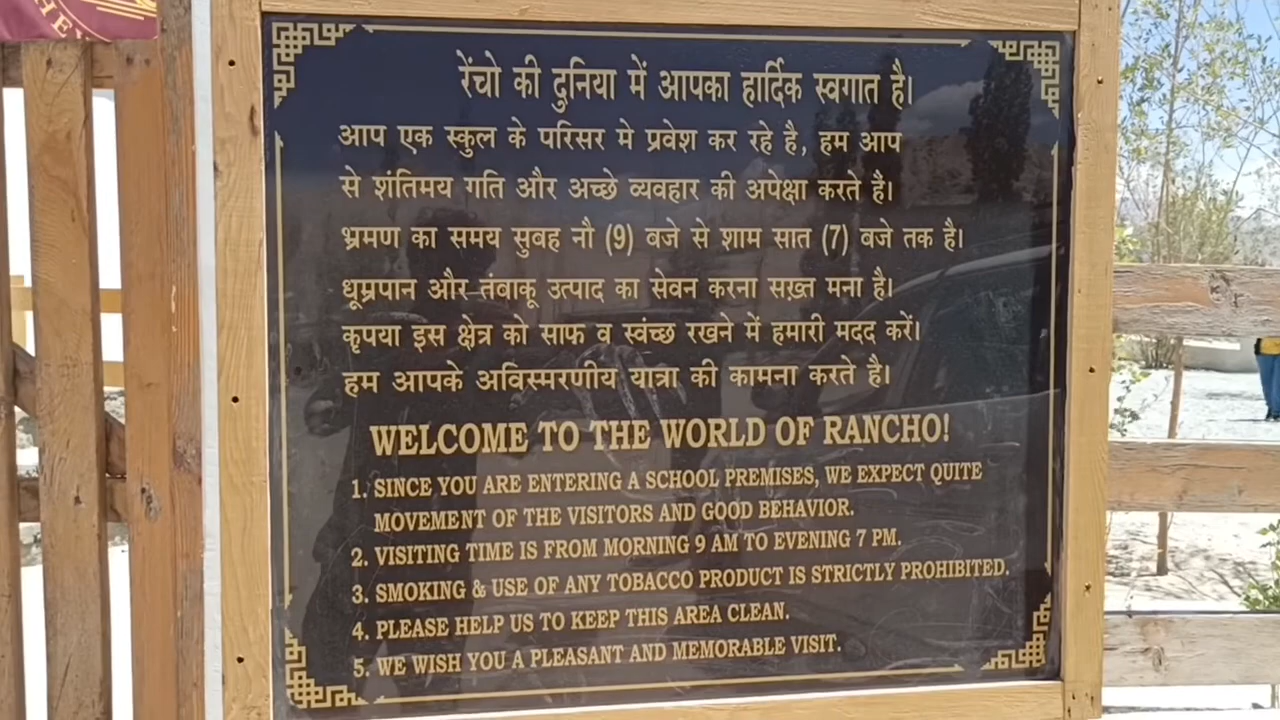 HEY
रेंचो की दुनिया में आपका हार्दिक स्वगात है।
आप एक स्कुल के परिसर मे प्रवेश कर रहे है, हम आप
से शंतिमय गति और अच्छे व्यवहार की अपेक्षा करते हैं।
भ्रमण का समय सुवह नौ (9) वजे से शाम सात (7) वजे तक है।
धूम्रपान और तंवाकू उत्पाद का सेवन करना सख़्त मना है।
कृपया इस क्षेत्र को साफ व स्वंच्छ रखने में हमारी मदद करें।
हम आपके अविस्मरणीय यात्रा की कामना करते है।
WELCOME TO THE WORLD OF RANCHO!
1. SINCE YOU ARE ENTERING A SCHOOL PREMISES, WE EXPECT QUITE
MOVEMENT OF THE VISITORS AND GOOD BEHAVIOR.
2. VISITING TIME IS FROM MORNING 9 AM TO EVENING 7 PM.
3. SMOKING & USE OF ANY TOBACCO PRODUCT IS STRICTLY PROHIBITED.
4. PLEASE HELP US TO KEEP THIS AREA CLEAN.
5. WE WISH YOU A PLEASANT AND MEMORABLE VISIT.